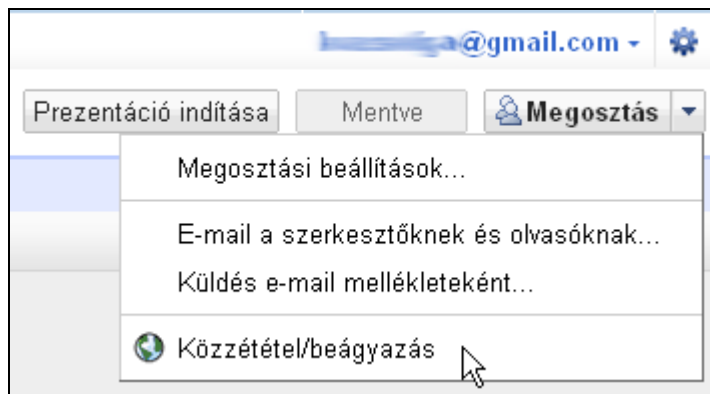 @gmail.com
Prezentáció indítása
Mentve
Megosztás
Megosztási beállítások...
E-mail a szerkesztőknek és olvasóknak...
Küldés e-mail mellékleteként...
Közzététel/beágyazás